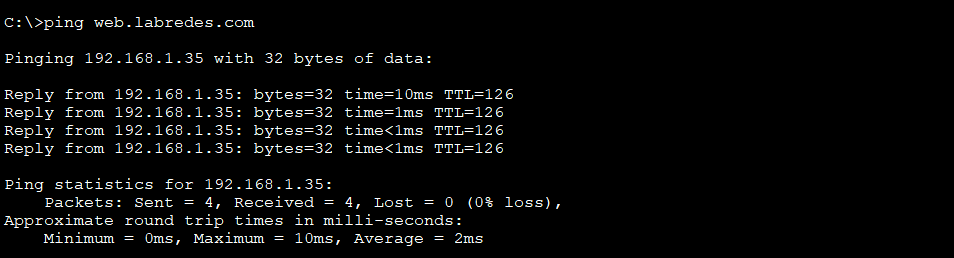 C:\>ping web.labredes.com
Pinging 192.168.1.35 with 32 bytes of data:
Reply from 192.168.1.35: bytes=32 time=10ms TTL=126
Reply from 192.168.1.35: bytes=32 time=1ms TTL=126
Reply from 192.168.1.35: bytes=32 time<1ms TTL=126
Reply from 192.168.1.35: bytes=32 time<1ms TTL=126
Ping statistics for 192.168.1.35:
Packets: Sent = 4, Received = 4, Lost = 0 (0% loss),
Approximate round trip times in milli-seconds:
Minimum = 0ms, Maximum = 10ms, Average = 2ms